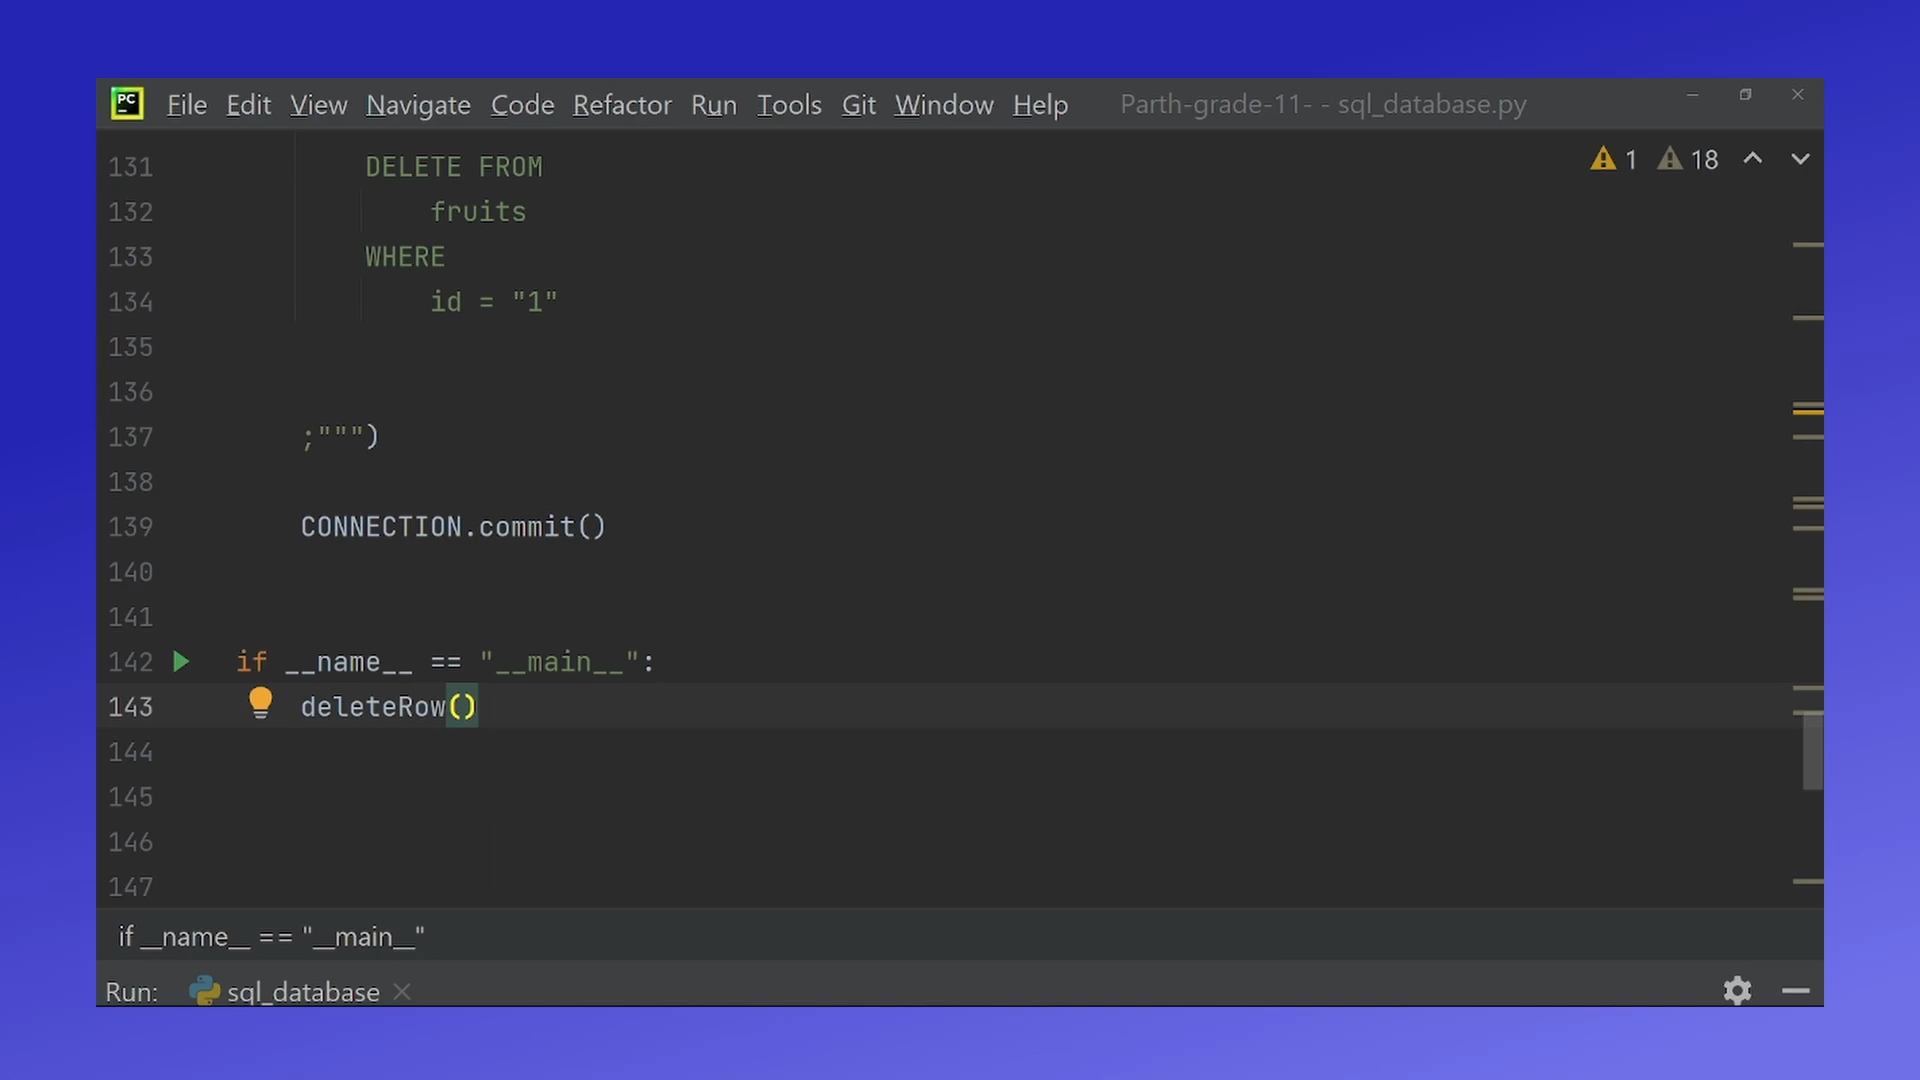 PC File Edit View Navigate Code Refactor Run Tools Git Window Help Parth-grade-11- - sql_database.py
131 DELETE FROM 1 18
132 fruits
133 WHERE
134 id = "1"
135
136
137 ;""")
138
139 CONNECTION.commit()
140
141
142 if __name__ == "__main__":
143 deleteRow()
144
145
146
147
if __name__ == "__main__"
Run: sql_database